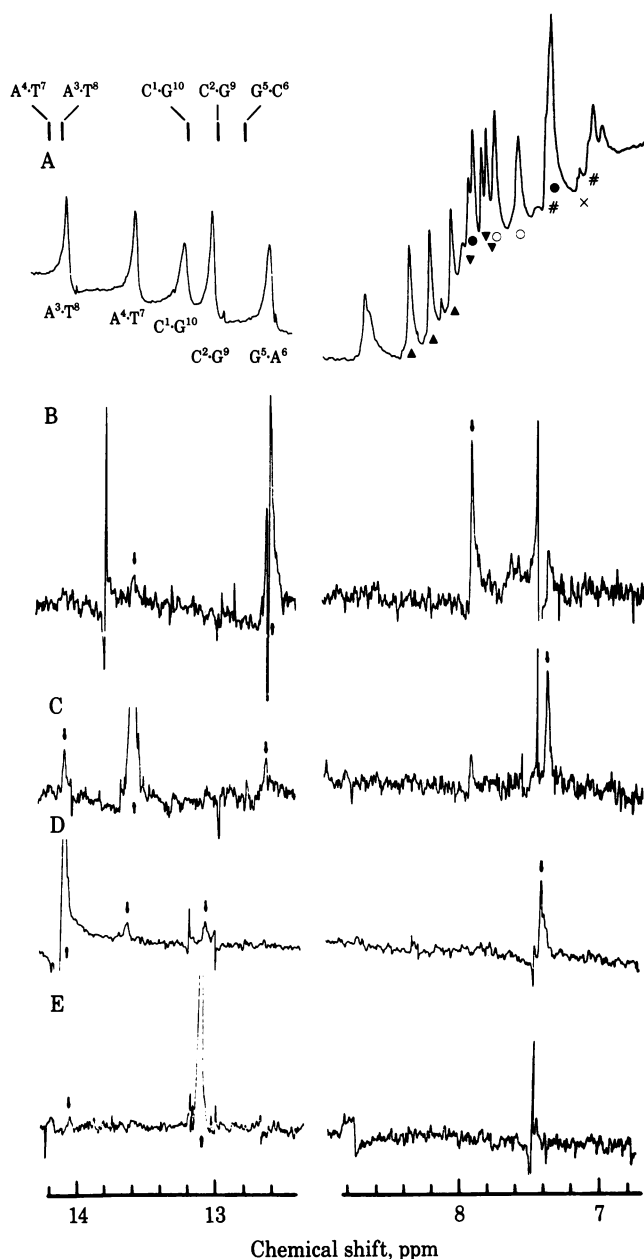 A⁴·T⁷ A³·T⁸ C¹·G¹⁰ C²·G⁹ G⁵·C⁶
A
A³·T⁸ A⁴·T⁷ C¹·G¹⁰ C²·G⁹ G⁵·A⁶
# × #
B
C
D
E
14 13 8 7
Chemical shift, ppm